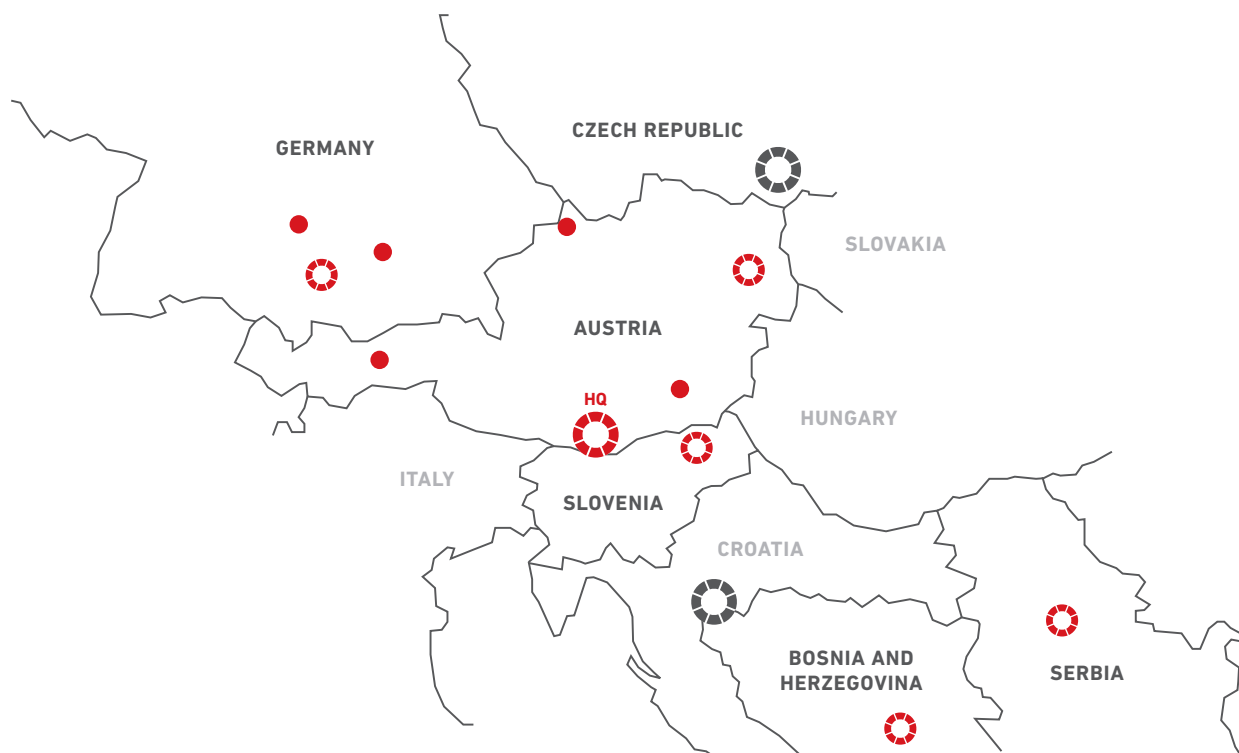 CZECH REPUBLIC
GERMANY
SLOVAKIA
AUSTRIA
HQ
HUNGARY
ITALY
SLOVENIA
CROATIA
BOSNIA AND
HERZEGOVINA
SERBIA